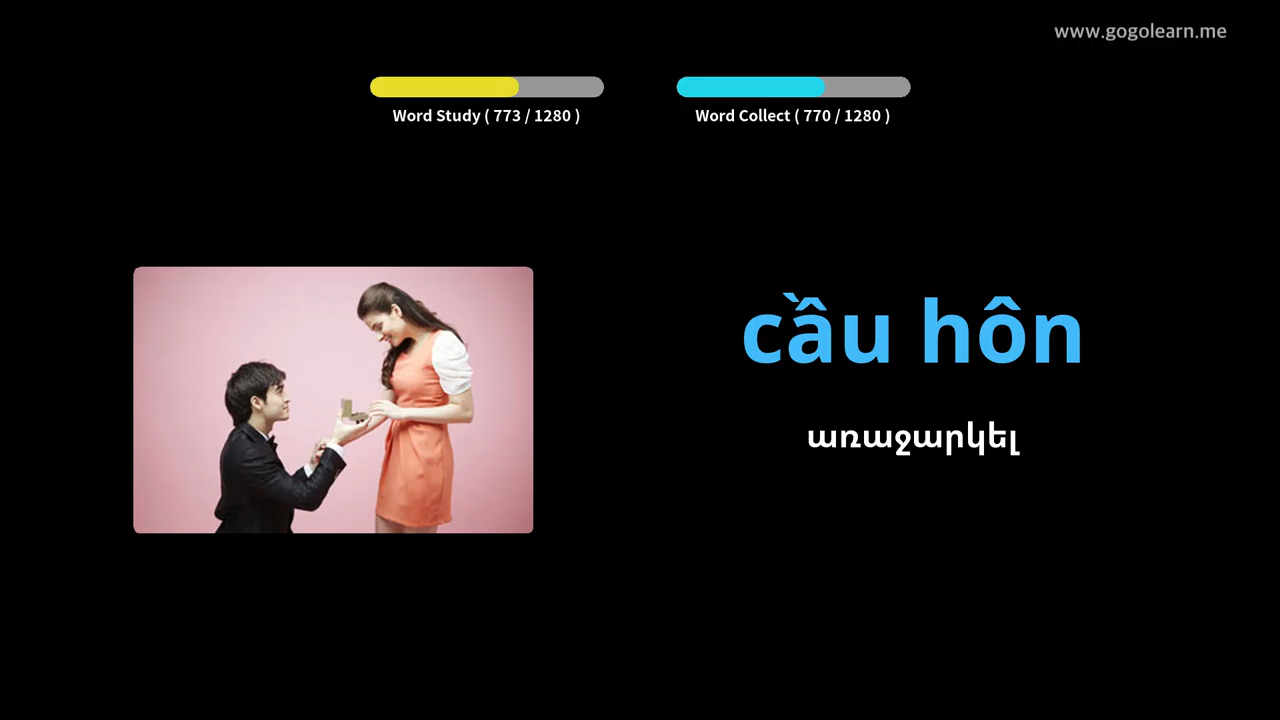 www.gogolearn.me
Word Study ( 773 / 1280 )
Word Collect ( 770 / 1280 )
cầu hôn
առաջարկել